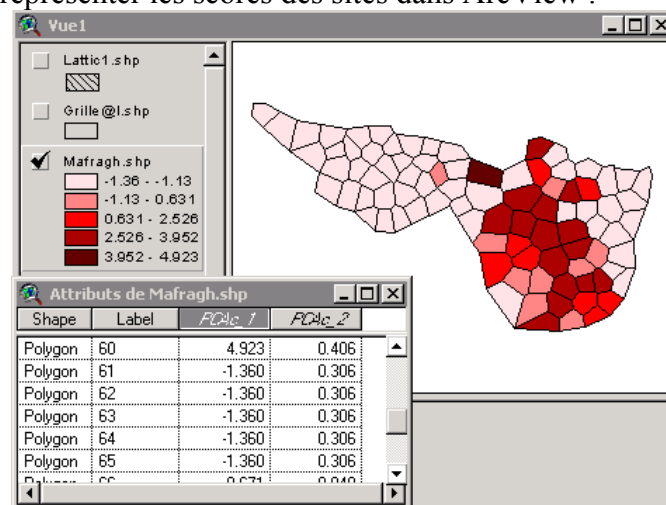 représenter les scores des sites dans ArcView :
Vue1
Lattic1.shp
Grille@l.shp
Mafragh.shp
-1.36 - -1.13
-1.13 - 0.631
0.631 - 2.526
2.526 - 3.952
3.952 - 4.923
Attributs de Mafragh.shp
Shape Label PCAc_1 PCAc_2
Polygon 60 4.923 0.406
Polygon 61 -1.360 0.306
Polygon 62 -1.360 0.306
Polygon 63 -1.360 0.306
Polygon 64 -1.360 0.306
Polygon 65 -1.360 0.306